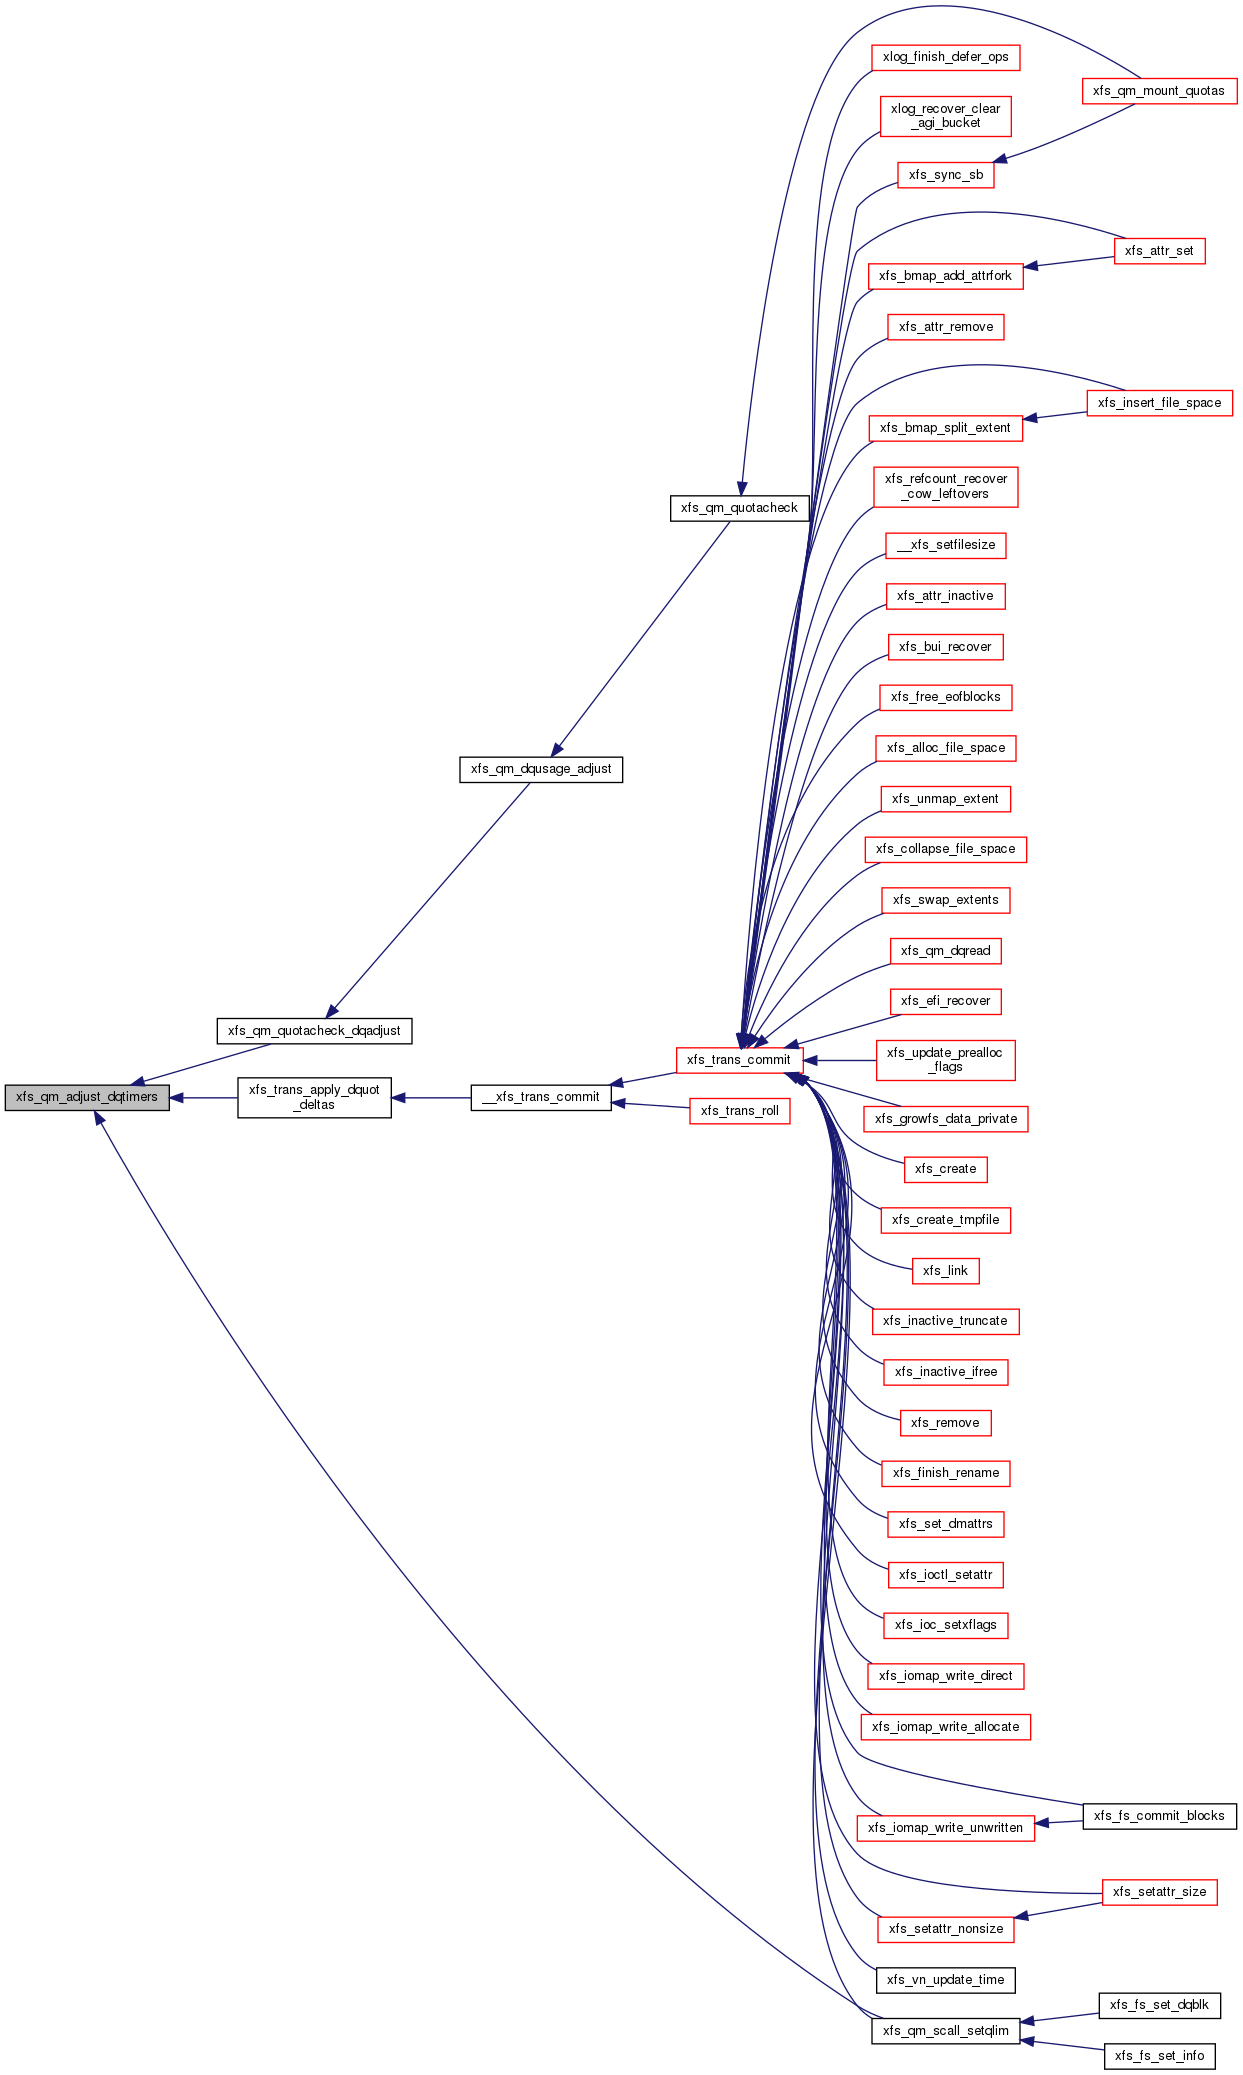 xlog_finish_defer_ops
xfs_qm_mount_quotas
xlog_recover_clear
_agi_bucket
xfs_sync_sb
xfs_attr_set
xfs_bmap_add_attrfork
xfs_attr_remove
xfs_insert_file_space
xfs_bmap_split_extent
xfs_refcount_recover
_cow_leftovers
xfs_qm_quotacheck
__xfs_setfilesize
xfs_attr_inactive
xfs_bui_recover
xfs_free_eofblocks
xfs_alloc_file_space
xfs_qm_dqusage_adjust
xfs_unmap_extent
xfs_collapse_file_space
xfs_swap_extents
xfs_qm_dqread
xfs_efi_recover
xfs_qm_quotacheck_dqadjust
xfs_trans_commit
xfs_update_prealloc
_flags
xfs_qm_adjust_dqtimers
xfs_trans_apply_dquot
_deltas
__xfs_trans_commit
xfs_trans_roll
xfs_growfs_data_private
xfs_create
xfs_create_tmpfile
xfs_link
xfs_inactive_truncate
xfs_inactive_ifree
xfs_remove
xfs_finish_rename
xfs_set_dmattrs
xfs_ioctl_setattr
xfs_ioc_setxflags
xfs_iomap_write_direct
xfs_iomap_write_allocate
xfs_fs_commit_blocks
xfs_iomap_write_unwritten
xfs_setattr_size
xfs_setattr_nonsize
xfs_vn_update_time
xfs_fs_set_dqblk
xfs_qm_scall_setqlim
xfs_fs_set_info